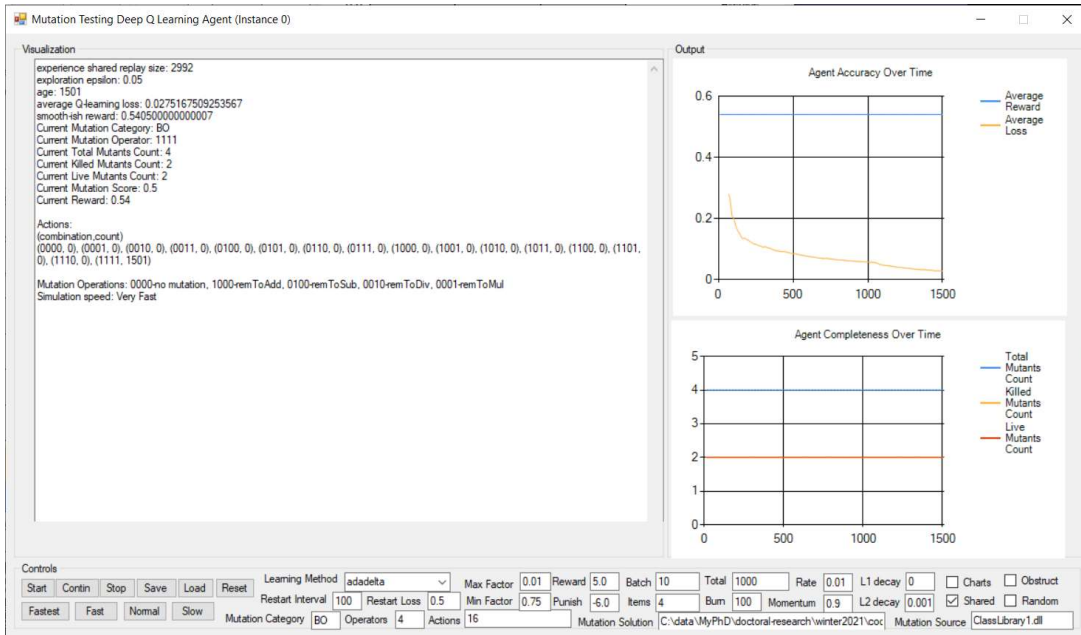 Mutation Testing Deep Q Learning Agent (Instance 0)
Visualization
experience shared replay size: 2992
exploration epsilon: 0.05
age: 1501
average Q-learning loss: 0.0275167509253567
smooth-ish reward: 0.540500000000007
Current Mutation Category: BO
Current Mutation Operator: 1111
Current Total Mutants Count: 4
Current Killed Mutants Count: 2
Current Live Mutants Count: 2
Current Mutation Score: 0.5
Current Reward: 0.54
Actions:
(combination,count)
(0000, 0), (0001, 0), (0010, 0), (0011, 0), (0100, 0), (0101, 0), (0110, 0), (0111, 0), (1000, 0), (1001, 0), (1010, 0), (1011, 0), (1100, 0), (1101,
0), (1110, 0), (1111, 1501)
Mutation Operations: 0000-no mutation, 1000-remToAdd, 0100-remToSub, 0010-remToDiv, 0001-remToMul
Simulation speed: Very Fast
Output
Agent Accuracy Over Time
0.6
0.4
0.2
0
0 500 1000 1500
Average
Reward
Average
Loss
Agent Completeness Over Time
5
4
3
2
1
0
0 500 1000 1500
Total
Mutants
Count
Killed
Mutants
Count
Live
Mutants
Count
Controls
Start Contin Stop Save Load Reset Learning Method adadelta Max Factor 0.01 Reward 5.0 Batch 10 Total 1000 Rate 0.01 L1 decay 0 Charts Obstruct
Restart Interval 100 Restart Loss 0.5 Min Factor 0.75 Punish -6.0 Items 4 Burn 100 Momentum 0.9 L2 decay 0.001 Shared Random
Fastest Fast Normal Slow Mutation Category BO Operators 4 Actions 16 Mutation Solution C:\data\MyPhD\doctoral-research\winter2021\coc Mutation Source ClassLibrary1.dll